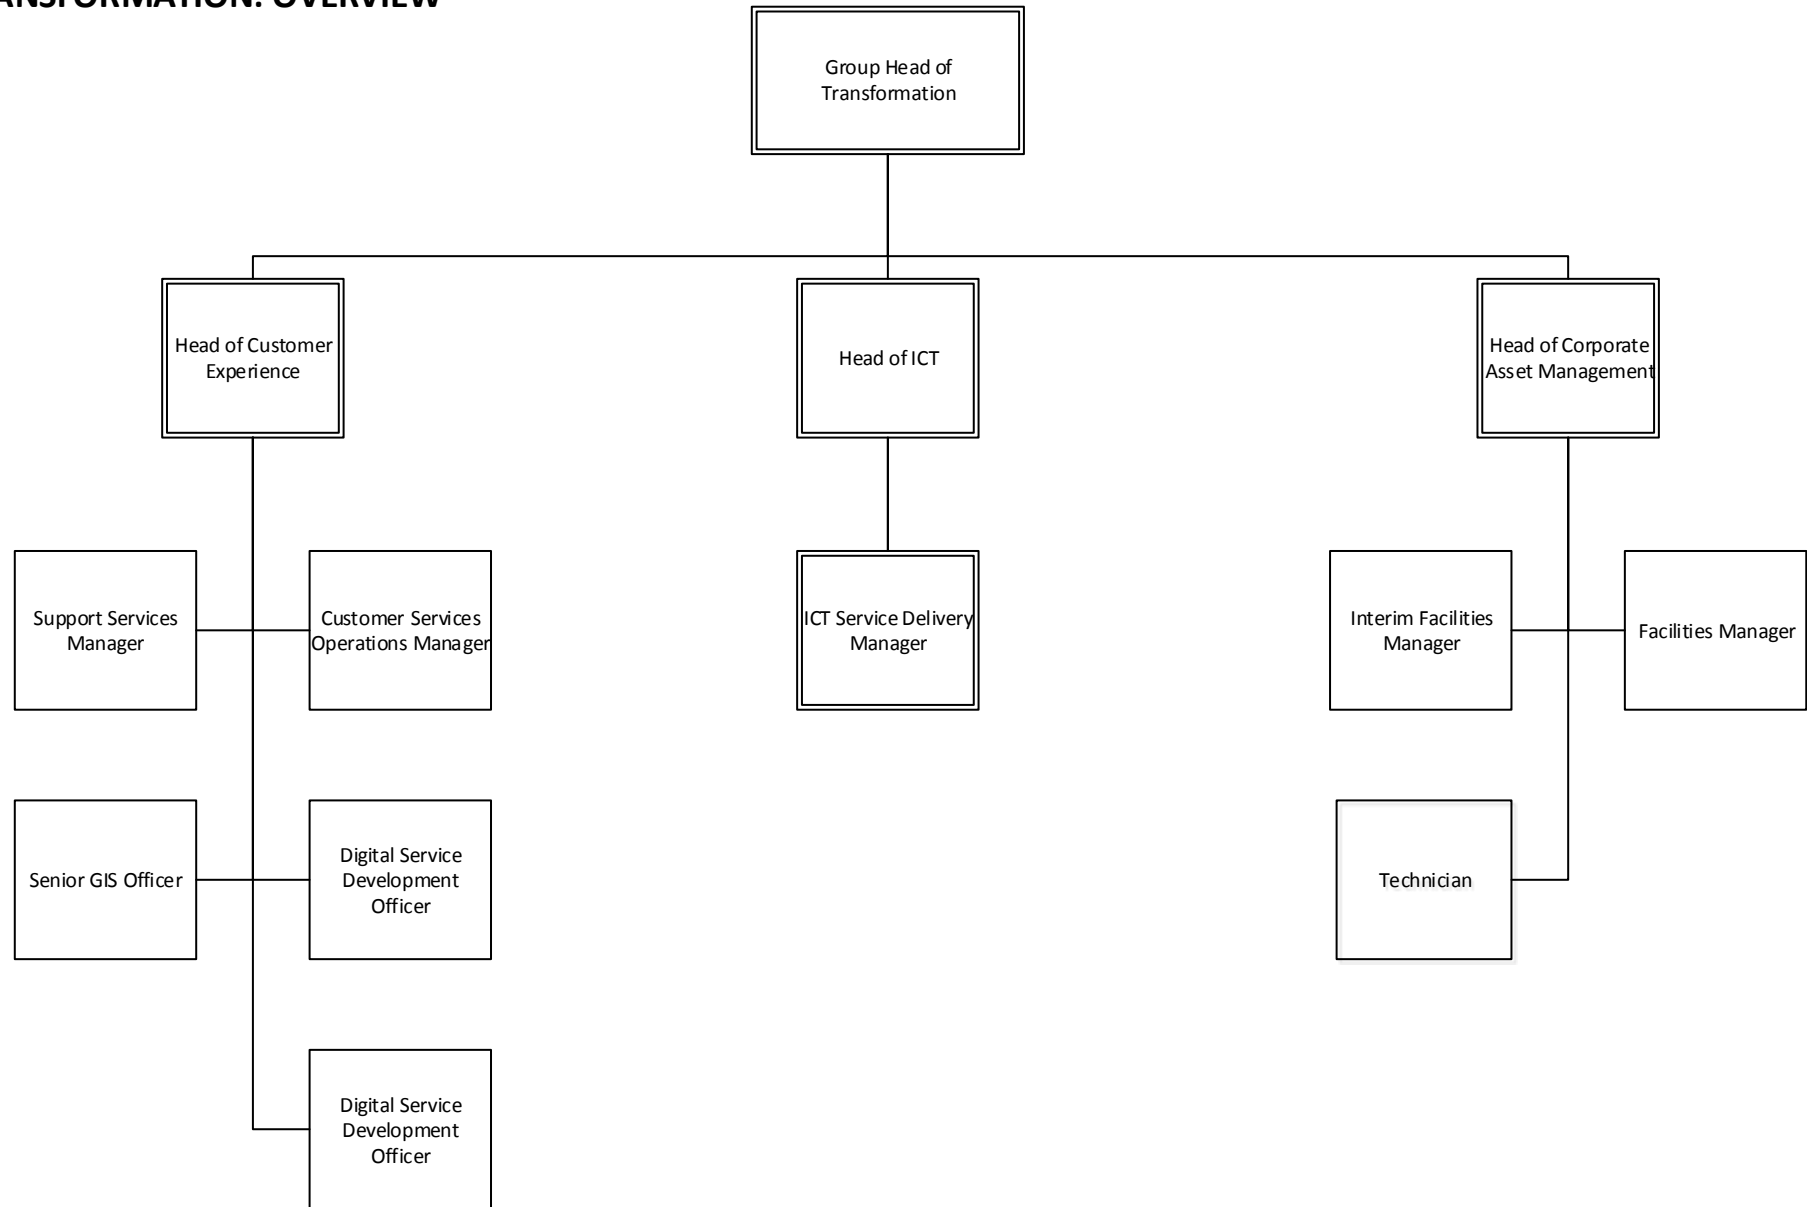 ANSFORMATION: OVERVIEW
Group Head of
Transformation
Head of Customer
Experience
Head of ICT
Head of Corporate
Asset Management
Support Services
Manager
Customer Services
Operations Manager
ICT Service Delivery
Manager
Interim Facilities
Manager
Facilities Manager
Senior GIS Officer
Digital Service
Development
Officer
Technician
Digital Service
Development
Officer